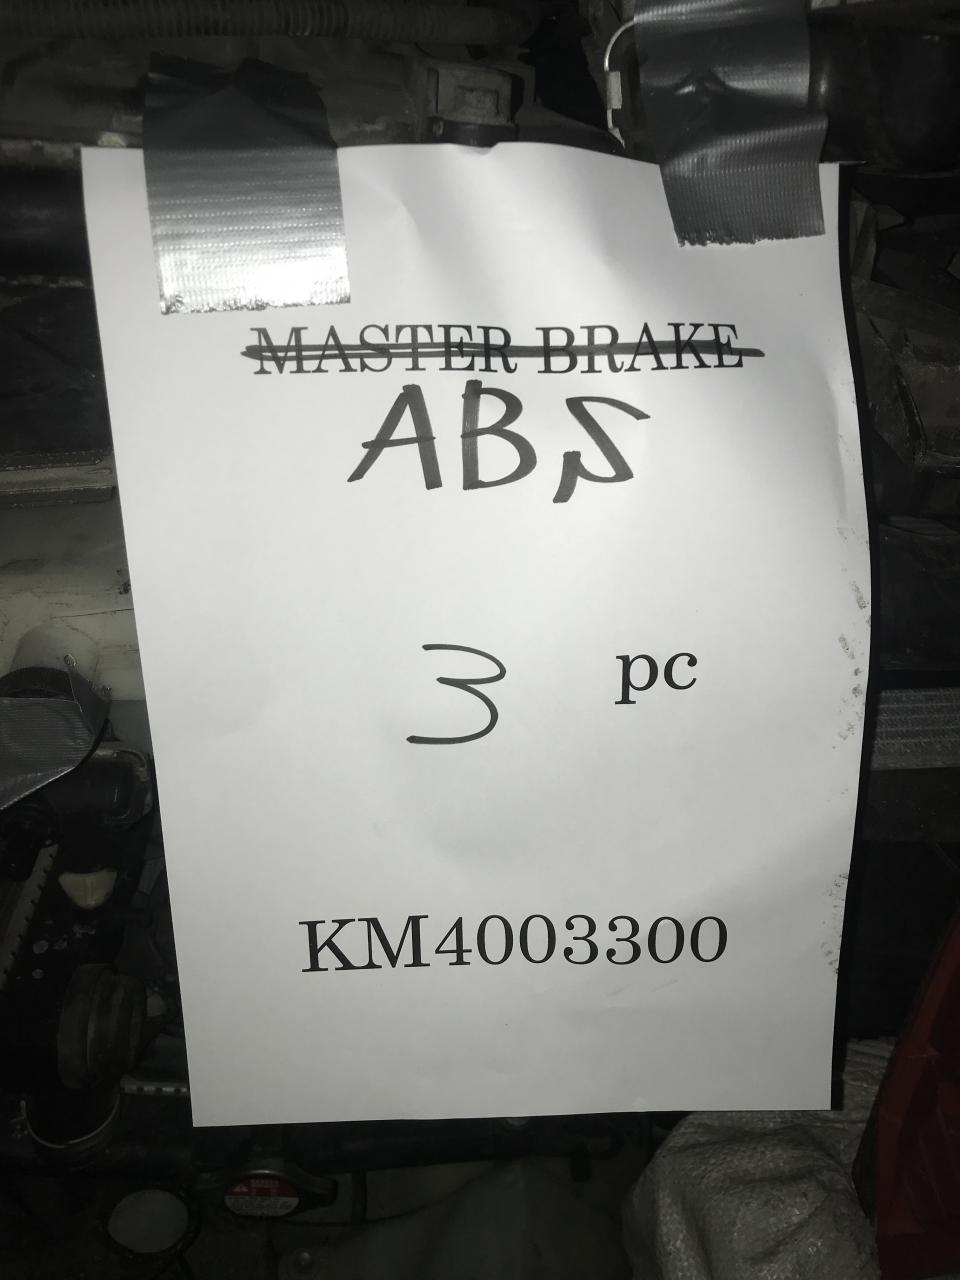 MASTER BRAKE
ABS
3 pc
KM4003300